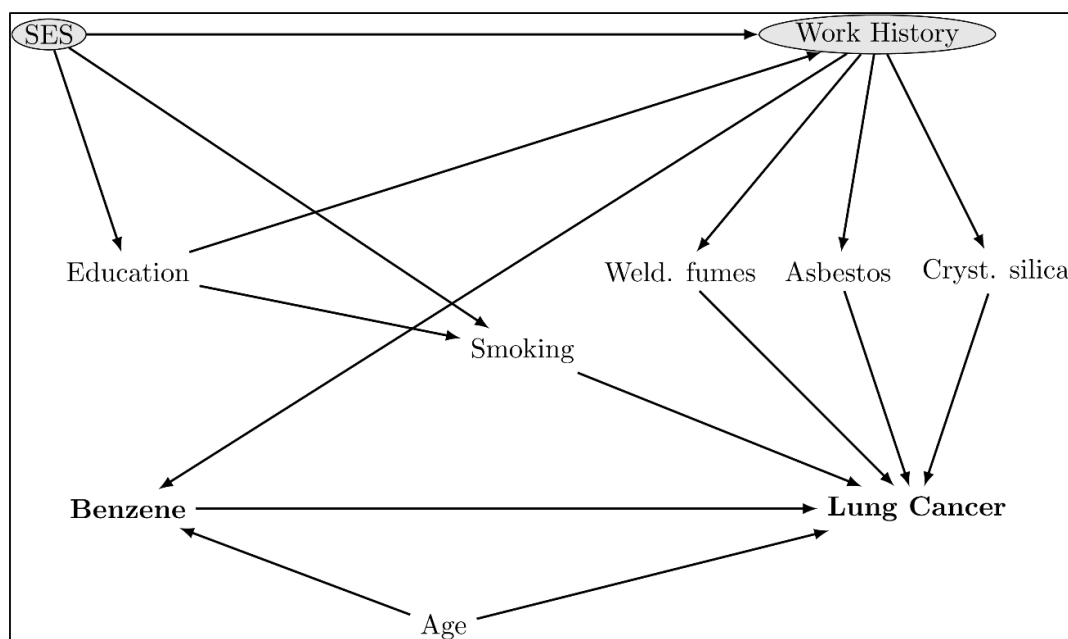 SES
Work History
Education
Weld. fumes
Asbestos
Cryst. silica
Smoking
Benzene
Lung Cancer
Age